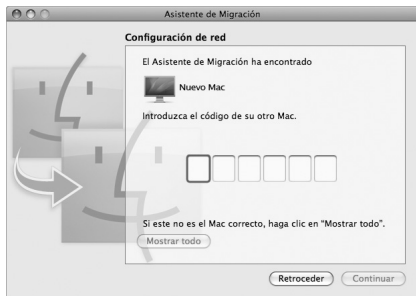 Asistente de Migración
Configuración de red
El Asistente de Migración ha encontrado
Nuevo Mac
Introduzca el código de su otro Mac.
Si este no es el Mac correcto, haga clic en "Mostrar todo".
Mostrar todo
Retroceder
Continuar